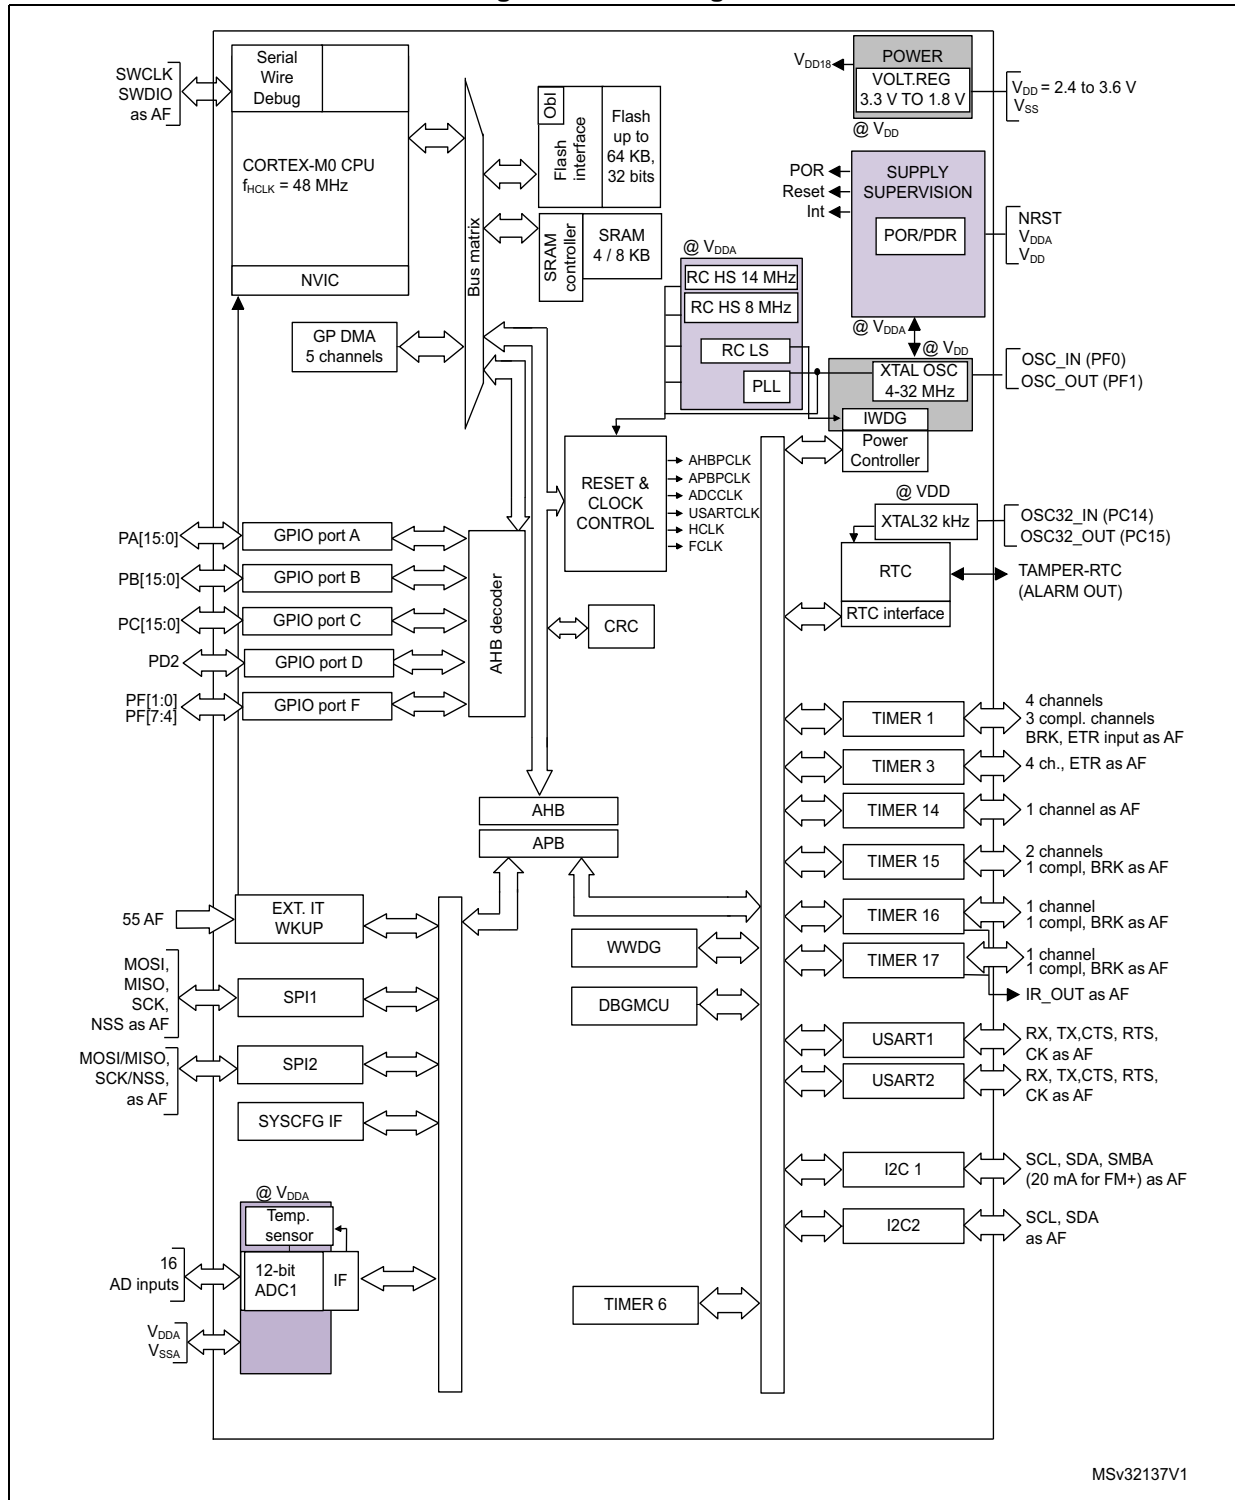 SWCLK
SWDIO
as AF
Serial
Wire
Debug
CORTEX-M0 CPU
fHCLK = 48 MHz
NVIC
Bus matrix
Obl
Flash
interface
Flash
up to
64 KB,
32 bits
SRAM
controller
SRAM
4 / 8 KB
GP DMA
5 channels
VDD18
POWER
VOLT.REG
3.3 V TO 1.8 V
@ VDD
VDD = 2.4 to 3.6 V
VSS
POR
Reset
Int
SUPPLY
SUPERVISION
POR/PDR
NRST
VDDA
VDD
@ VDDA
RC HS 14 MHz
RC HS 8 MHz
RC LS
PLL
@ VDDA
@ VDD
XTAL OSC
4-32 MHz
IWDG
Power
Controller
OSC_IN (PF0)
OSC_OUT (PF1)
RESET &
CLOCK
CONTROL
AHBPCLK
APBPCLK
ADCCLK
USARTCLK
HCLK
FCLK
@ VDD
XTAL32 kHz
OSC32_IN (PC14)
OSC32_OUT (PC15)
RTC
RTC interface
TAMPER-RTC
(ALARM OUT)
PA[15:0]
GPIO port A
PB[15:0]
GPIO port B
PC[15:0]
GPIO port C
PD2
GPIO port D
PF[1:0]
PF[7:4]
GPIO port F
AHB decoder
CRC
AHB
APB
TIMER 1
4 channels
3 compl. channels
BRK, ETR input as AF
TIMER 3
4 ch., ETR as AF
TIMER 14
1 channel as AF
TIMER 15
2 channels
1 compl, BRK as AF
TIMER 16
1 channel
1 compl, BRK as AF
TIMER 17
1 channel
1 compl, BRK as AF
IR_OUT as AF
55 AF
EXT. IT
WKUP
WWDG
DBGMCU
MOSI,
MISO,
SCK,
NSS as AF
SPI1
MOSI/MISO,
SCK/NSS,
as AF
SPI2
SYSCFG IF
USART1
RX, TX,CTS, RTS,
CK as AF
USART2
RX, TX,CTS, RTS,
CK as AF
I2C 1
SCL, SDA, SMBA
(20 mA for FM+) as AF
I2C2
SCL, SDA
as AF
@ VDDA
Temp.
sensor
16
AD inputs
12-bit
ADC1
IF
VDDA
VSSA
TIMER 6
MSv32137V1